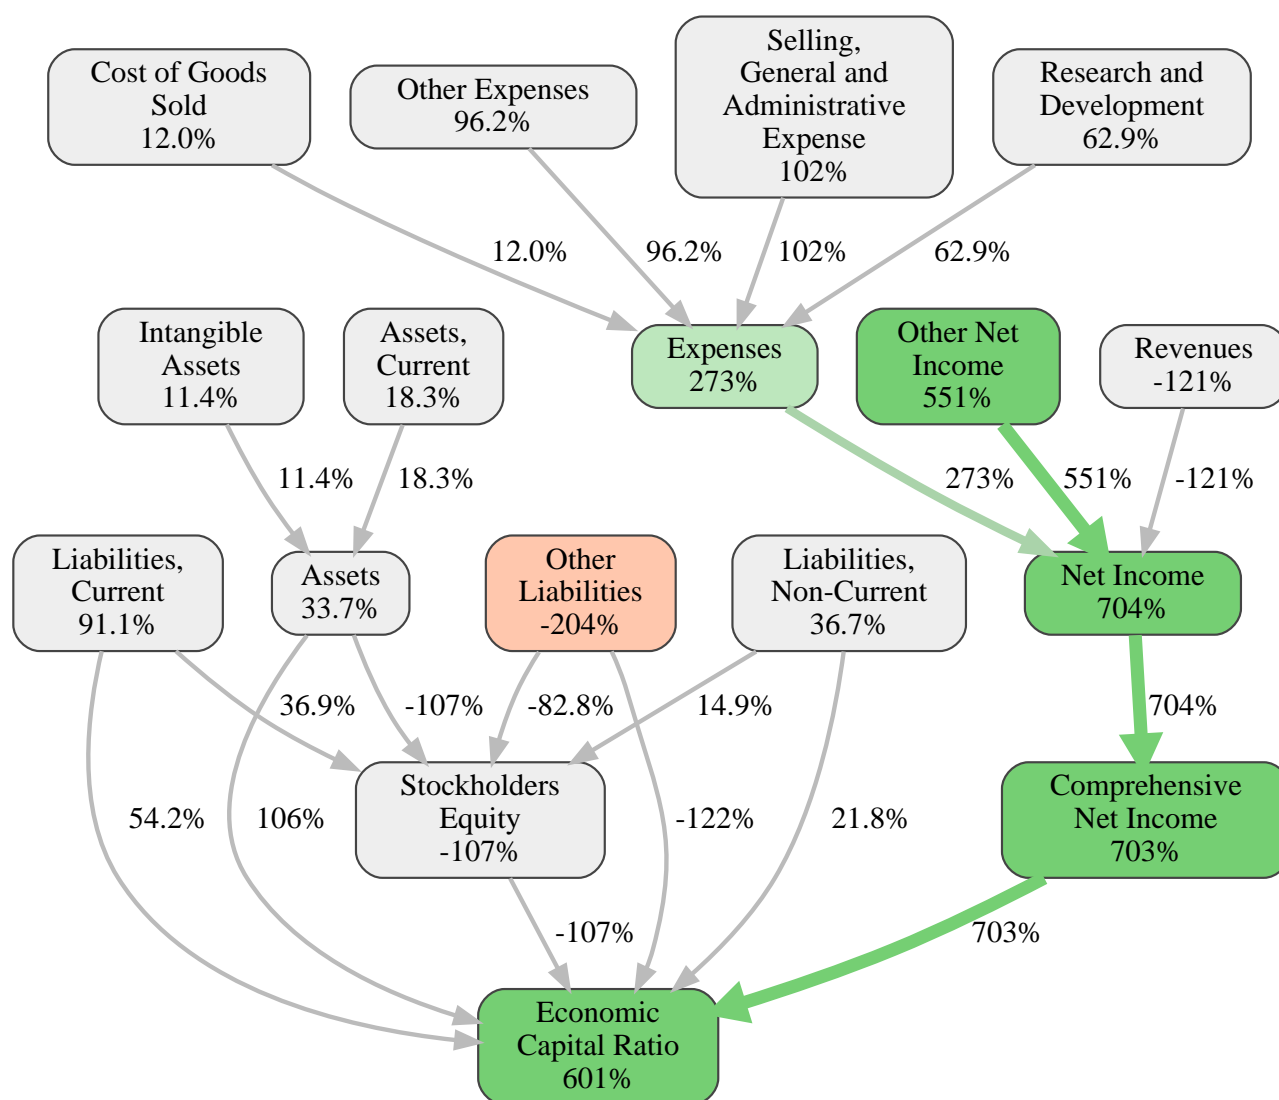 Cost of Goods
Sold
12.0%
Other Expenses
96.2%
Selling,
General and
Administrative
Expense
102%
Research and
Development
62.9%
12.0%
96.2%
102%
62.9%
Intangible
Assets
11.4%
Assets,
Current
18.3%
Expenses
273%
Other Net
Income
551%
Revenues
-121%
11.4%
18.3%
273%
551%
-121%
Liabilities,
Current
91.1%
Assets
33.7%
Other
Liabilities
-204%
Liabilities,
Non-Current
36.7%
Net Income
704%
36.9%
-107%
-82.8%
14.9%
704%
Stockholders
Equity
-107%
Comprehensive
Net Income
703%
54.2%
106%
-122%
21.8%
-107%
703%
Economic
Capital Ratio
601%